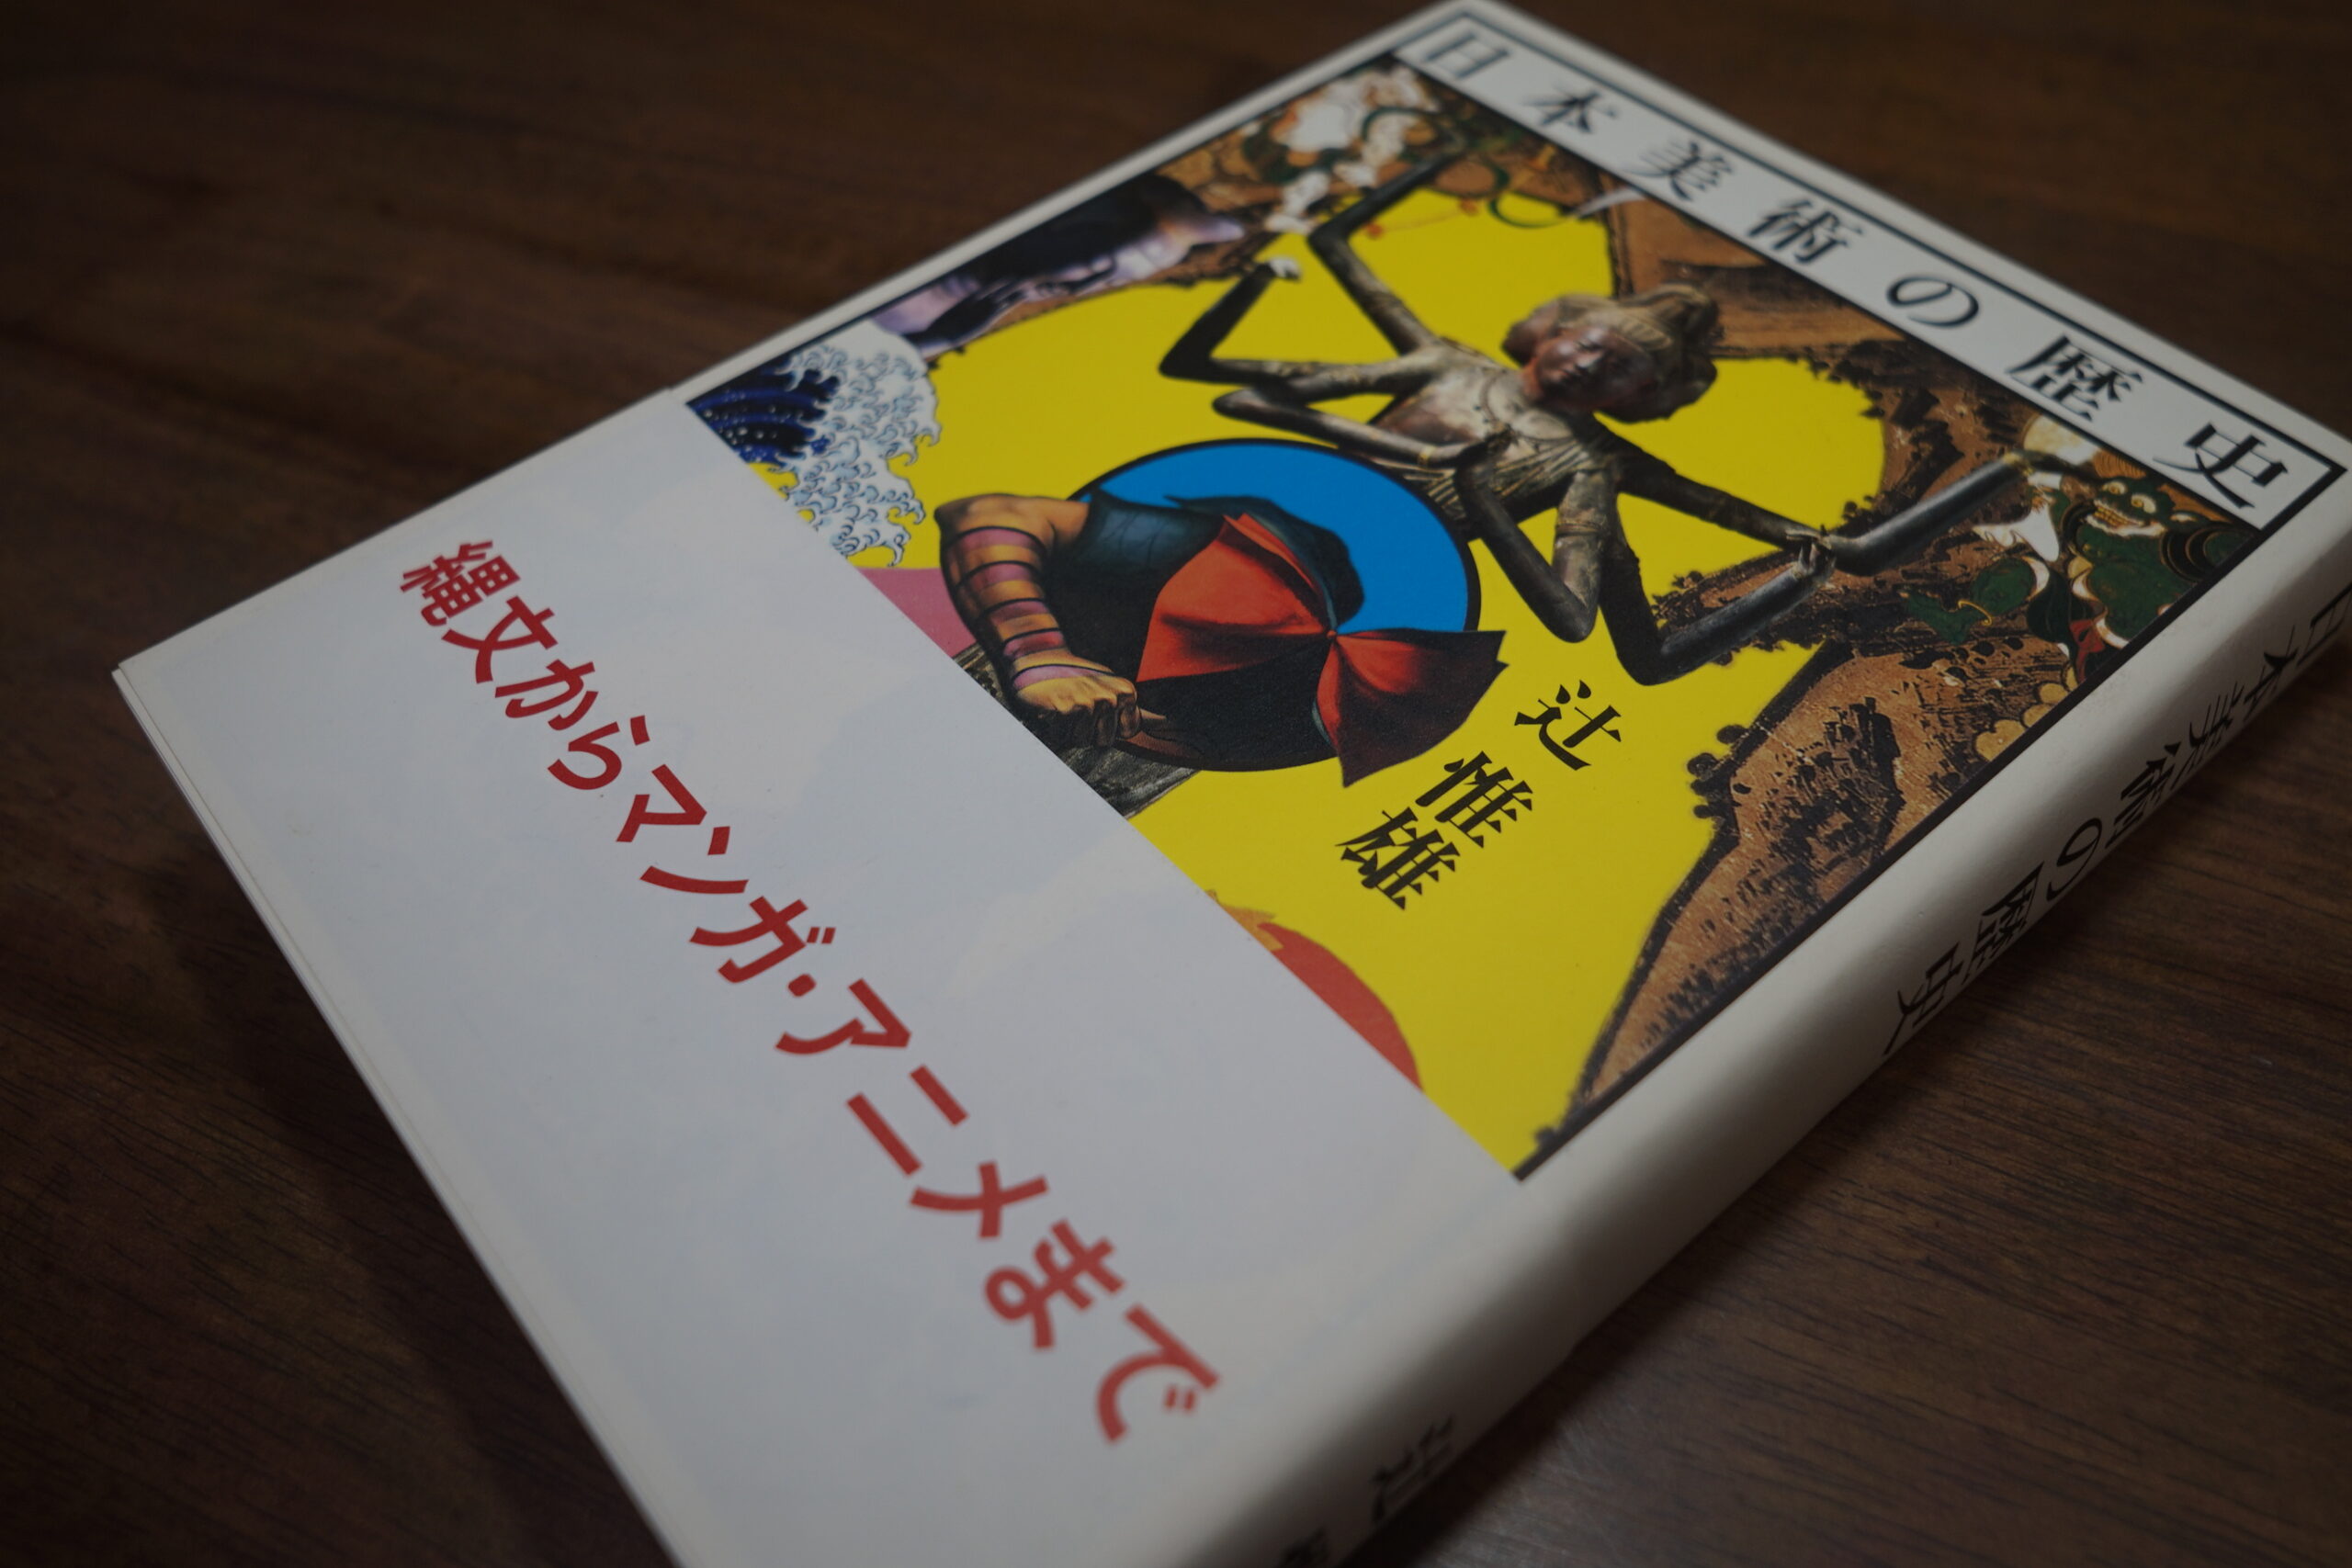 日本美術の歴史
辻 惟雄
縄文からマンガ・アニメまで
日本美術の歴史
辻